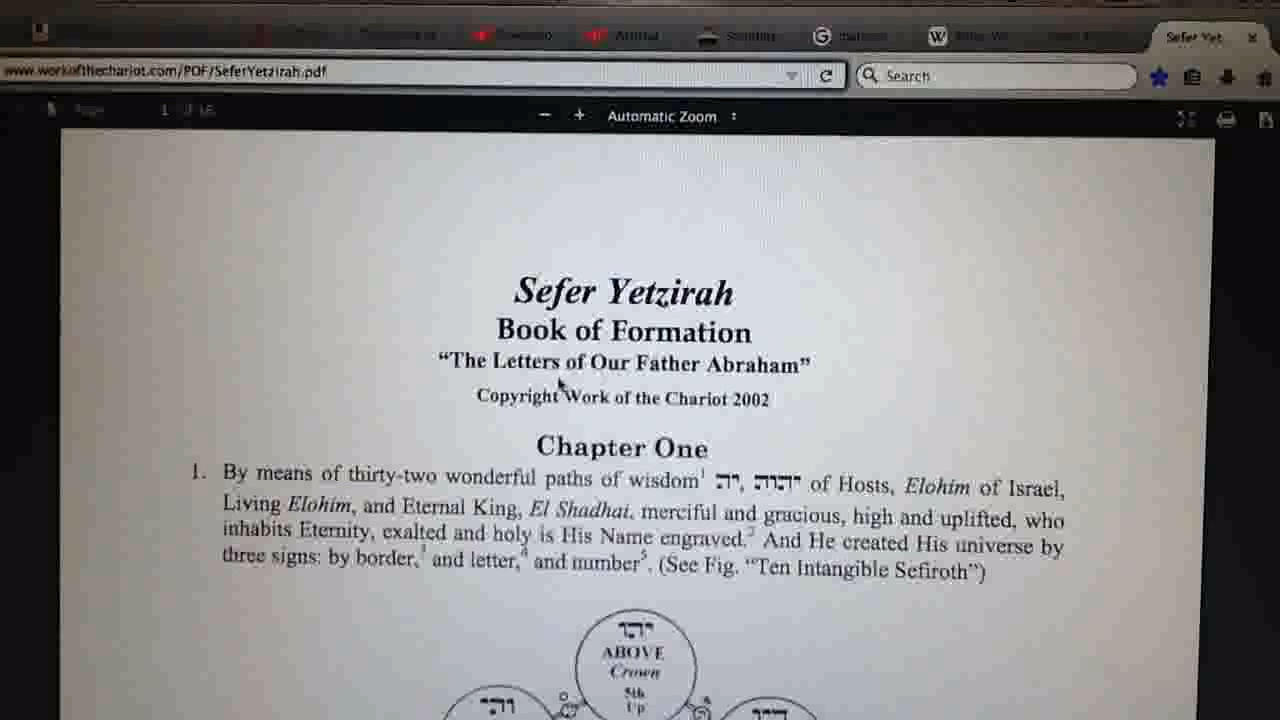 Sefer Yet
www.workofthechariot.com/PDF/SeferYetzirah.pdf
Search
Page 1 of 16
Automatic Zoom
Sefer Yetzirah
Book of Formation
“The Letters of Our Father Abraham”
Copyright Work of the Chariot 2002
Chapter One
1. By means of thirty-two wonderful paths of wisdom¹ יה, יהוה of Hosts, Elohim of Israel,
Living Elohim, and Eternal King, El Shadhai, merciful and gracious, high and uplifted, who
inhabits Eternity, exalted and holy is His Name engraved.² And He created His universe by
three signs: by border,³ and letter,⁴ and number⁵. (See Fig. “Ten Intangible Sefiroth”)
יהו
ABOVE
Crown
5th
Up